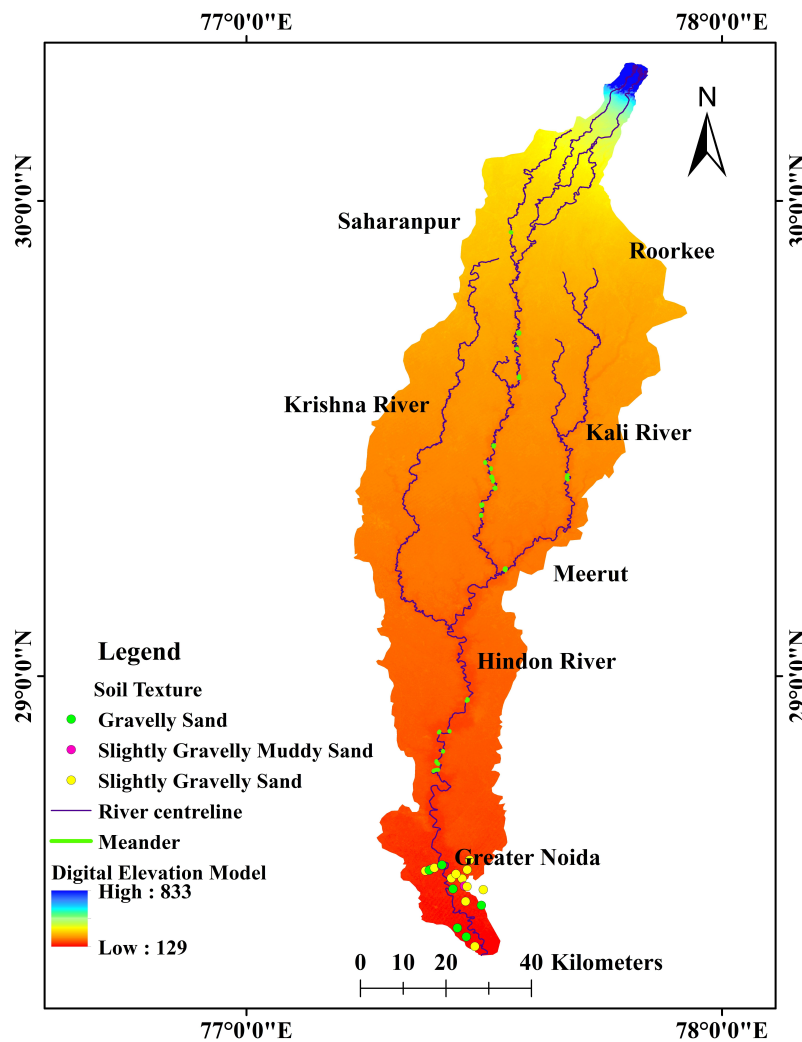 77°0'0"E 78°0'0"E
N
30°0'0"N 30°0'0"N
Saharanpur
Roorkee
Krishna River
Kali River
Meerut
29°0'0"N 29°0'0"N
Hindon River
Legend
Soil Texture
Gravelly Sand
Slightly Gravelly Muddy Sand
Slightly Gravelly Sand
River centreline
Meander
Greater Noida
Digital Elevation Model
High : 833
Low : 129
0 10 20 40 Kilometers
77°0'0"E 78°0'0"E